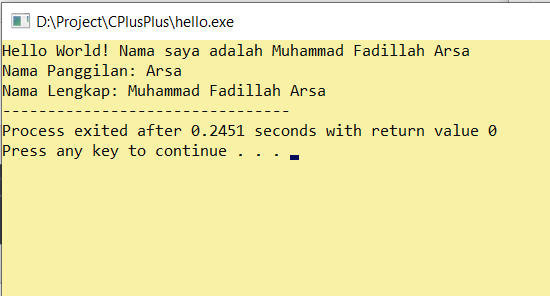 D:\Project\CPlusPlus\hello.exe
Hello World! Nama saya adalah Muhammad Fadillah Arsa
Nama Panggilan: Arsa
Nama Lengkap: Muhammad Fadillah Arsa
--------------------------------
Process exited after 0.2451 seconds with return value 0
Press any key to continue . . .